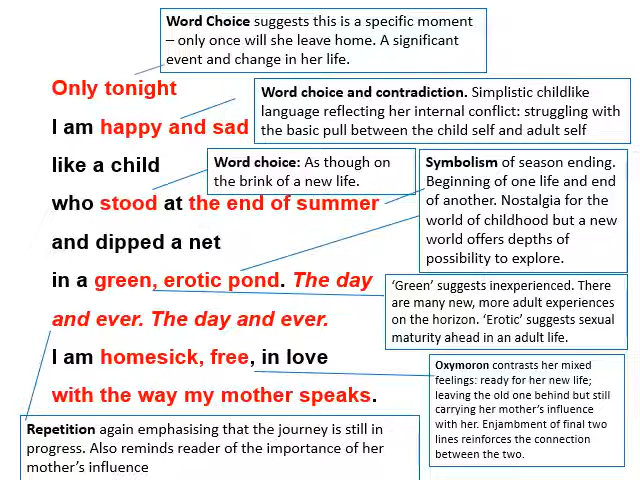 Word Choice suggests this is a specific moment
– only once will she leave home. A significant
event and change in her life.
Only tonight
Word choice and contradiction. Simplistic childlike
language reflecting her internal conflict: struggling with
the basic pull between the child self and adult self
I am happy and sad
like a child
Word choice: As though on
the brink of a new life.
Symbolism of season ending.
Beginning of one life and end
of another. Nostalgia for the
world of childhood but a new
world offers depths of
possibility to explore.
who stood at the end of summer
and dipped a net
in a green, erotic pond. The day
‘Green’ suggests inexperienced. There
are many new, more adult experiences
on the horizon. ‘Erotic’ suggests sexual
maturity ahead in an adult life.
and ever. The day and ever.
I am homesick, free, in love
Oxymoron contrasts her mixed
feelings: ready for her new life;
leaving the old one behind but still
carrying her mother’s influence
with her. Enjambment of final two
lines reinforces the connection
between the two.
with the way my mother speaks.
Repetition again emphasising that the journey is still in
progress. Also reminds reader of the importance of her
mother’s influence